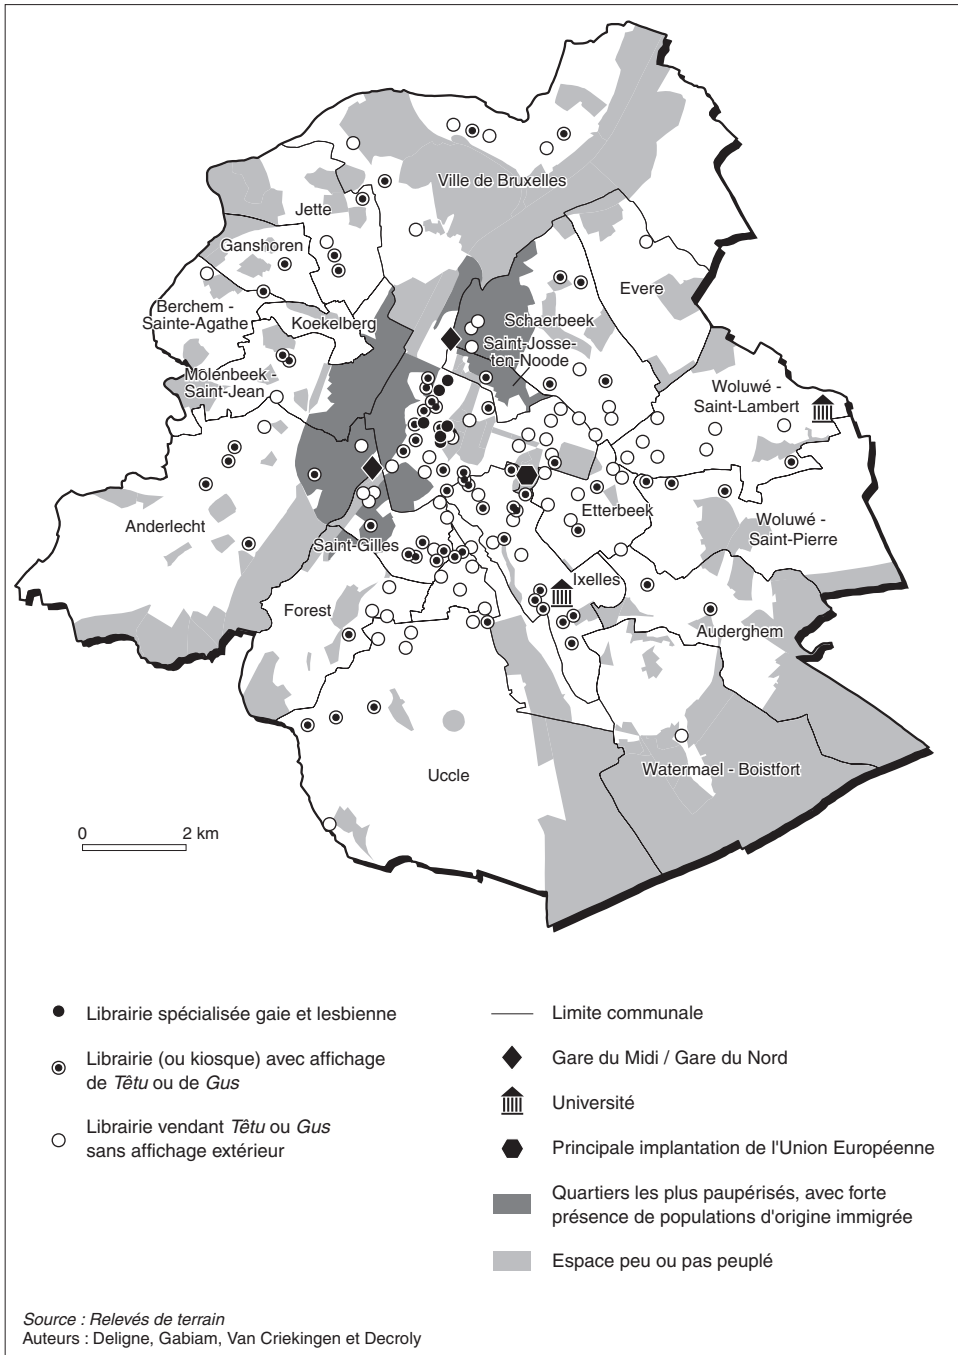 Ville de Bruxelles
Jette
Ganshoren
Evere
Berchem -
Sainte-Agathe
Koekelberg
Schaerbeek
Saint-Josse-
ten-Noode
Molenbeek -
Saint-Jean
Woluwé -
Saint-Lambert
Anderlecht
Etterbeek
Woluwé -
Saint-Pierre
Saint-Gilles
Ixelles
Forest
Auderghem
Uccle
Watermael - Boistfort
0 2 km
Librairie spécialisée gaie et lesbienne
Librairie (ou kiosque) avec affichage
de Têtu ou de Gus
Librairie vendant Têtu ou Gus
sans affichage extérieur
Limite communale
Gare du Midi / Gare du Nord
Université
Principale implantation de l'Union Européenne
Quartiers les plus paupérisés, avec forte
présence de populations d'origine immigrée
Espace peu ou pas peuplé
Source : Relevés de terrain
Auteurs : Deligne, Gabiam, Van Criekingen et Decroly